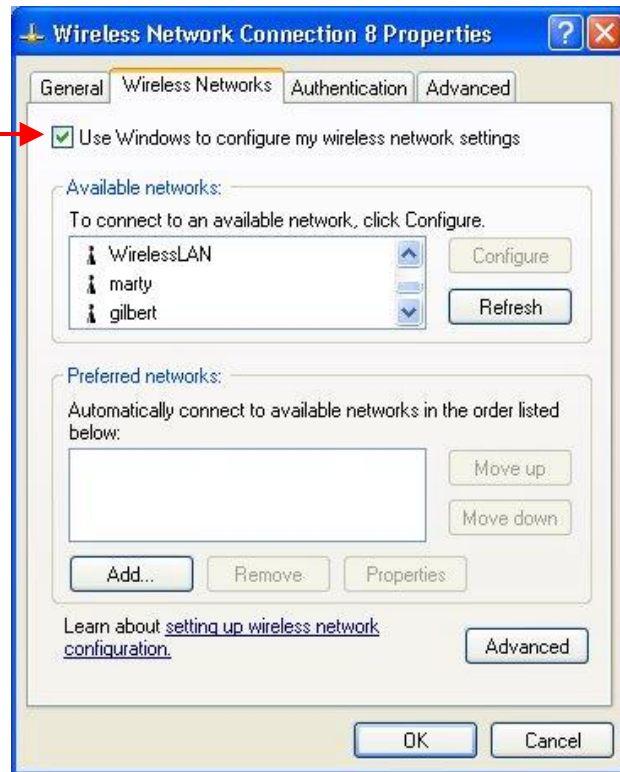 Wireless Network Connection 8 Properties
General Wireless Networks Authentication Advanced
Use Windows to configure my wireless network settings
Available networks:
To connect to an available network, click Configure.
WirelessLAN
marty
gilbert
Configure
Refresh
Preferred networks:
Automatically connect to available networks in the order listed
below:
Move up
Move down
Add... Remove Properties
Learn about setting up wireless network
configuration.
Advanced
OK Cancel